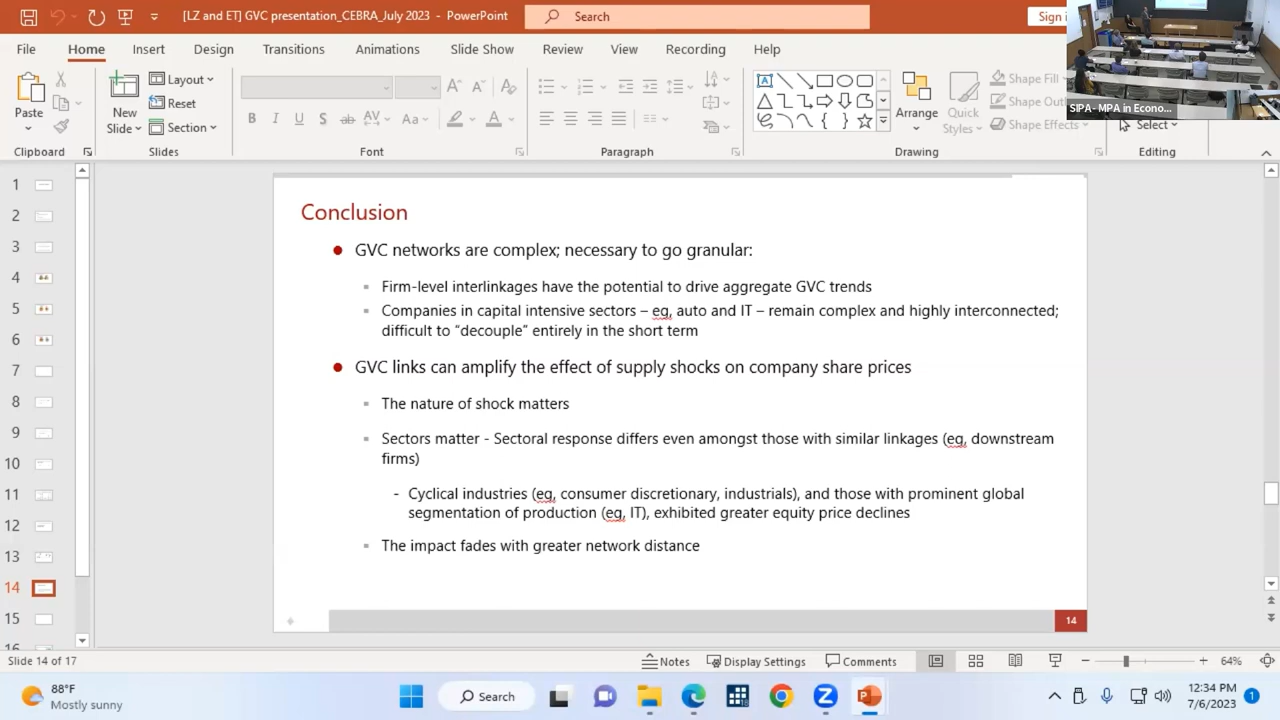 [LZ and ET] GVC presentation_CEBRA_July 2023 - PowerPoint
Search
Sign i
File
Home
Insert
Design
Transitions
Animations
Slide Show
Review
View
Recording
Help
Paste
New
Slide
Layout
Reset
Section
B I U S ab AV Aa A
Arrange
Quick
Styles
Shape Fill
Shape Out
Shape Effects
Select
SIPA- MPA in Econo...
Clipboard
Slides
Font
Paragraph
Drawing
Editing
1
2
3
4
5
6
7
8
9
10
11
12
13
14
15
16
Conclusion
GVC networks are complex; necessary to go granular:
Firm-level interlinkages have the potential to drive aggregate GVC trends
Companies in capital intensive sectors – eg, auto and IT – remain complex and highly interconnected;
difficult to “decouple“ entirely in the short term
GVC links can amplify the effect of supply shocks on company share prices
The nature of shock matters
Sectors matter - Sectoral response differs even amongst those with similar linkages (eg, downstream
firms)
- Cyclical industries (eg, consumer discretionary, industrials), and those with prominent global
segmentation of production (eg, IT), exhibited greater equity price declines
The impact fades with greater network distance
14
Slide 14 of 17
Notes
Display Settings
Comments
64%
88°F
Mostly sunny
Search
12:34 PM
7/6/2023
1